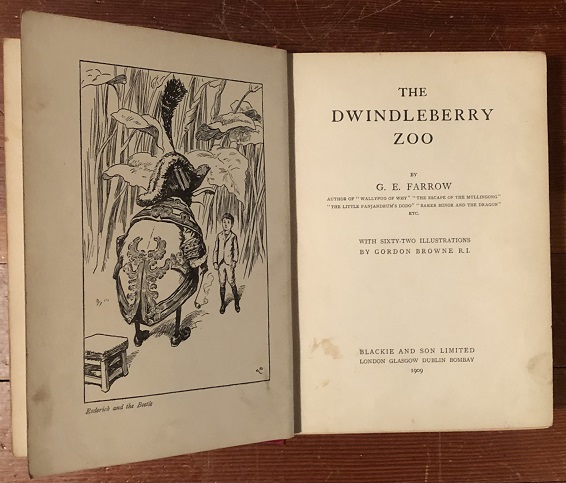 Roderick and the Beetle
THE
DWINDLEBERRY
ZOO
BY
G. E. FARROW
AUTHOR OF "WALLYPUG OF WHY" "THE ESCAPE OF THE MULLINGONG"
"THE LITTLE PANJANDRUM'S DODO" "BAKER MINOR AND THE DRAGON"
ETC.
WITH SIXTY-TWO ILLUSTRATIONS
BY GORDON BROWNE R.I.
BLACKIE AND SON LIMITED
LONDON GLASGOW DUBLIN BOMBAY
1909